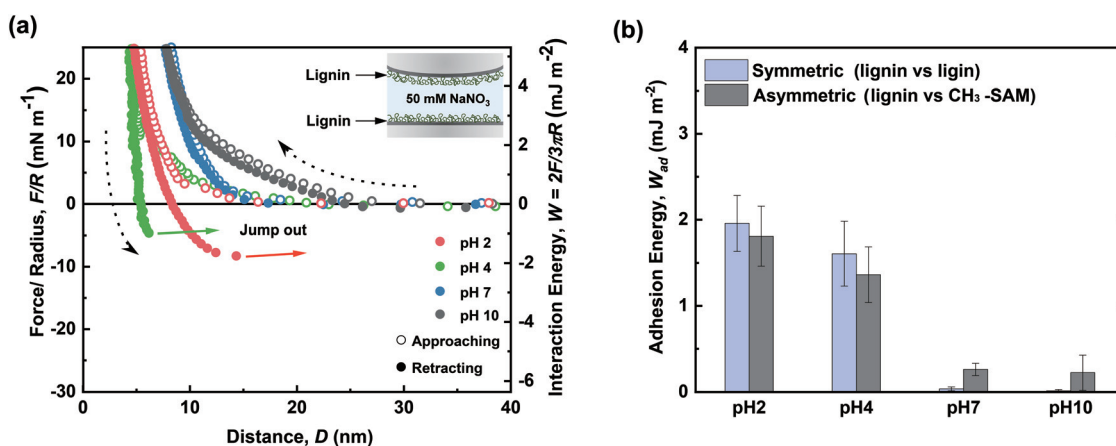 (a)
Force/ Radius, F/R (mN m⁻¹)
20
10
0
-10
-20
-30
0
10
20
30
40
Distance, D (nm)
Lignin
50 mM NaNO₃
Lignin
Jump out
pH 2
pH 4
pH 7
pH 10
Approaching
Retracting
4
2
0
-2
-4
-6
Interaction Energy, W = 2F/3πR (mJ m⁻²)
(b)
Adhesion Energy, Wad (mJ m⁻²)
4
3
2
1
0
Symmetric (lignin vs ligin)
Asymmetric (lignin vs CH₃ -SAM)
pH2
pH4
pH7
pH10